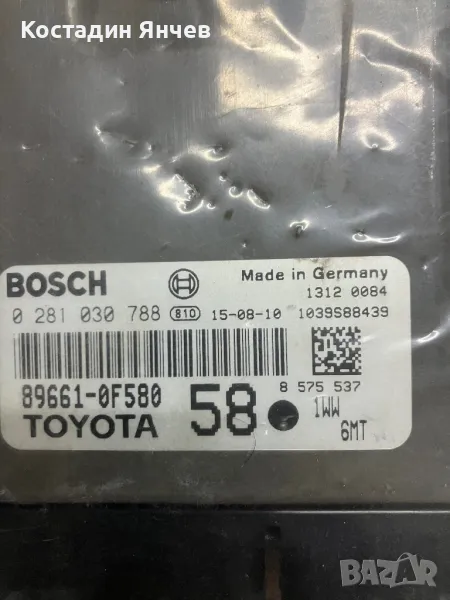 Костадин Янчев
BOSCH
Made in Germany
1312 0084
0 281 030 788 810 15-08-10 1039S88439
89661-0F580
58
8 575 537
TOYOTA
1WW
6MT
BAZAR